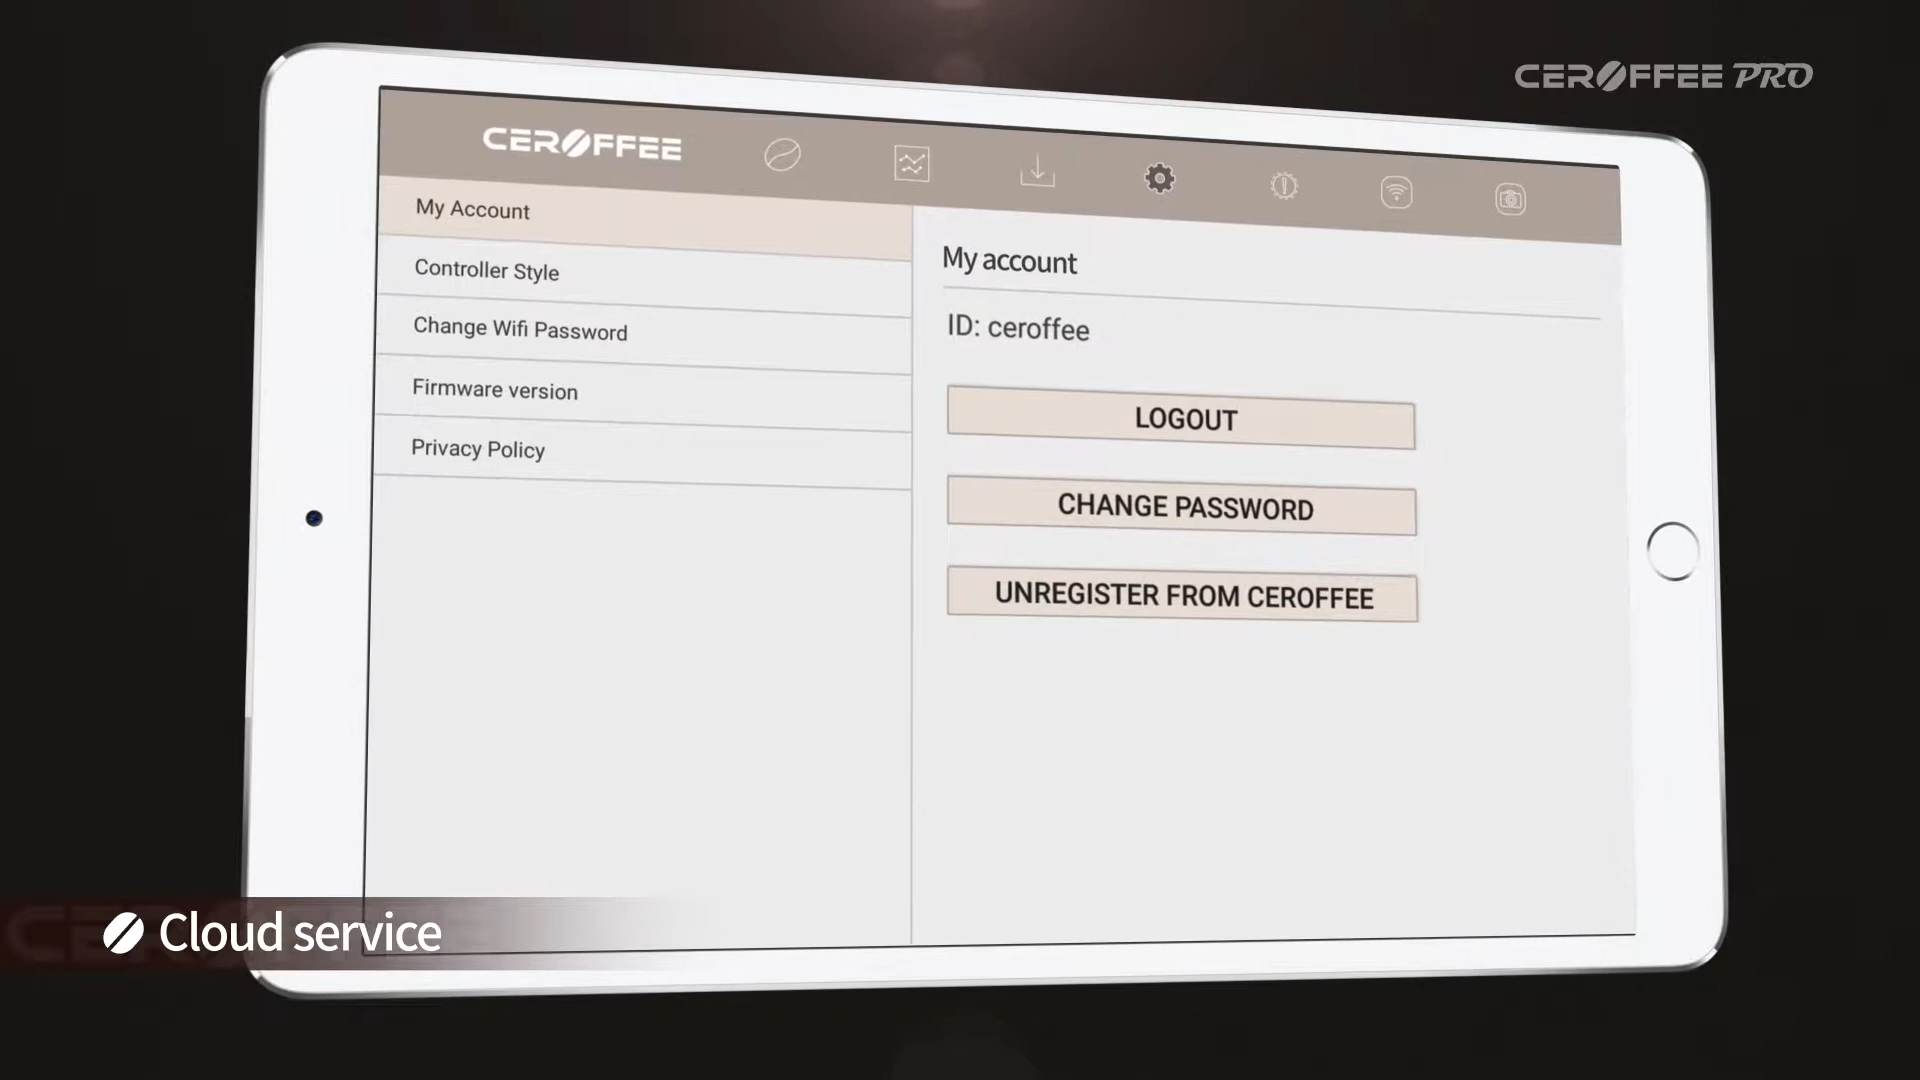 CEROFFEE PRO
CEROFFEE
My Account
Controller Style
Change Wifi Password
Firmware version
Privacy Policy
My account
ID: ceroffee
LOGOUT
CHANGE PASSWORD
UNREGISTER FROM CEROFFEE
Cloud service